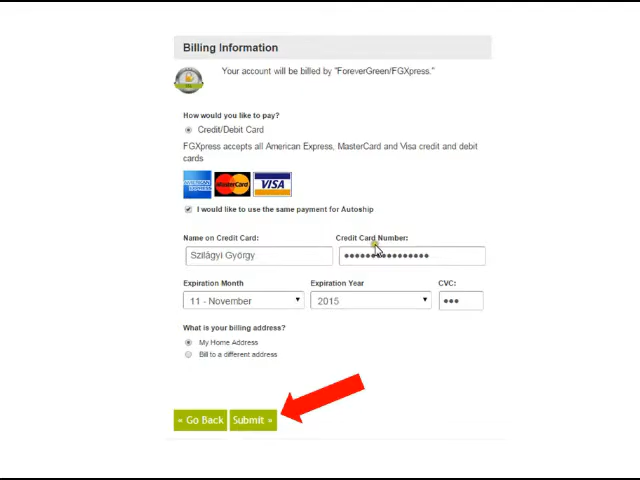 Billing Information
Your account will be billed by "ForeverGreen/FGXpress."
How would you like to pay?
Credit/Debit Card
FGXpress accepts all American Express, MasterCard and Visa credit and debit
cards
AMERICAN EXPRESS MasterCard VISA
I would like to use the same payment for Autoship
Name on Credit Card: Credit Card Number:
Szilágyi György ●●●●●●●●●●●●●●●●
Expiration Month Expiration Year CVC:
11 - November 2015 ●●●
What is your billing address?
My Home Address
Bill to a different address
« Go Back Submit »